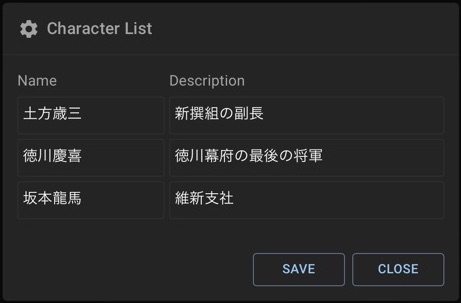 Character List
Name Description
土方歳三 新撰組の副長
徳川慶喜 徳川幕府の最後の将軍
坂本龍馬 維新支社
SAVE CLOSE